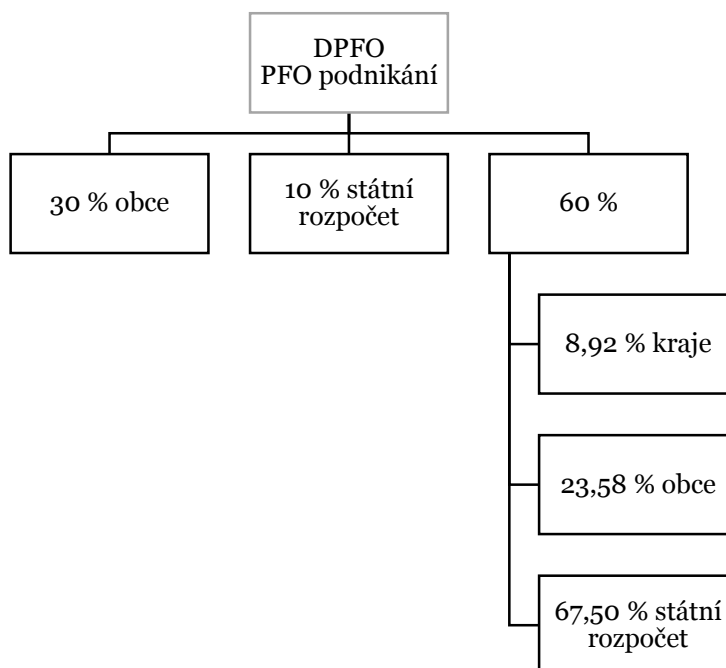 DPFO
PFO podnikání
30 % obce
10 % státní
rozpočet
60 %
8,92 % kraje
23,58 % obce
67,50 % státní
rozpočet